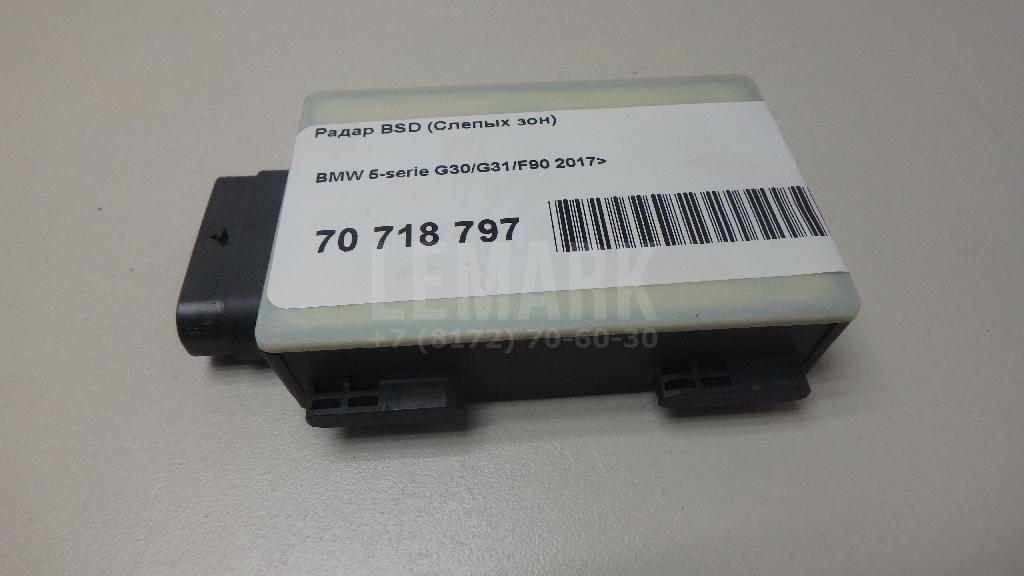 Радар BSD (Слепых зон)
BMW 5-serie G30/G31/F90 2017>
70 718 797
LEMARK
+7 (8172) 70-60-30